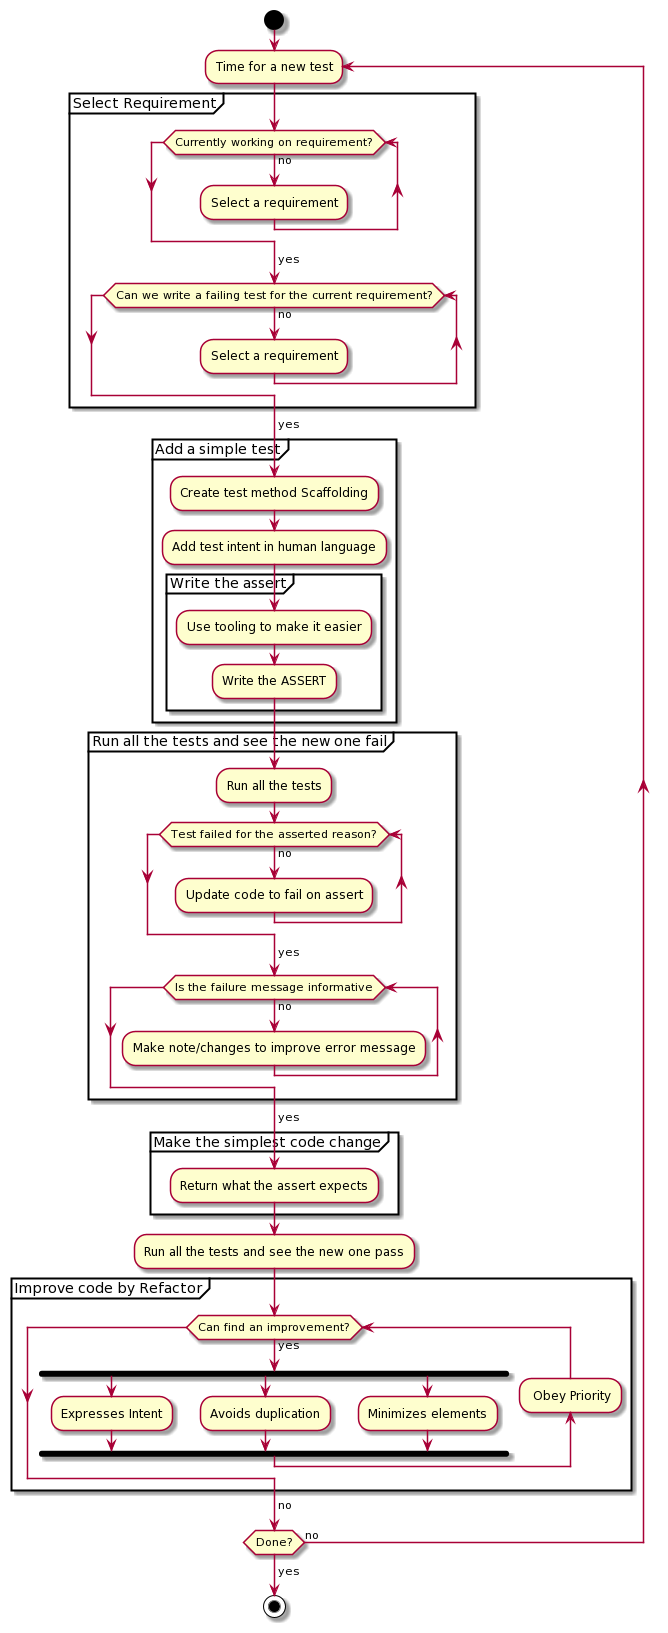 Time for a new test
Select Requirement
Currently working on requirement?
no
Select a requirement
yes
Can we write a failing test for the current requirement?
no
Select a requirement
yes
Add a simple test
Create test method Scaffolding
Add test intent in human language
Write the assert
Use tooling to make it easier
Write the ASSERT
Run all the tests and see the new one fail
Run all the tests
Test failed for the asserted reason?
no
Update code to fail on assert
yes
Is the failure message informative
no
Make note/changes to improve error message
yes
Make the simplest code change
Return what the assert expects
Run all the tests and see the new one pass
Improve code by Refactor
Can find an improvement?
yes
Obey Priority
Expresses Intent
Avoids duplication
Minimizes elements
no
Done?
no
yes